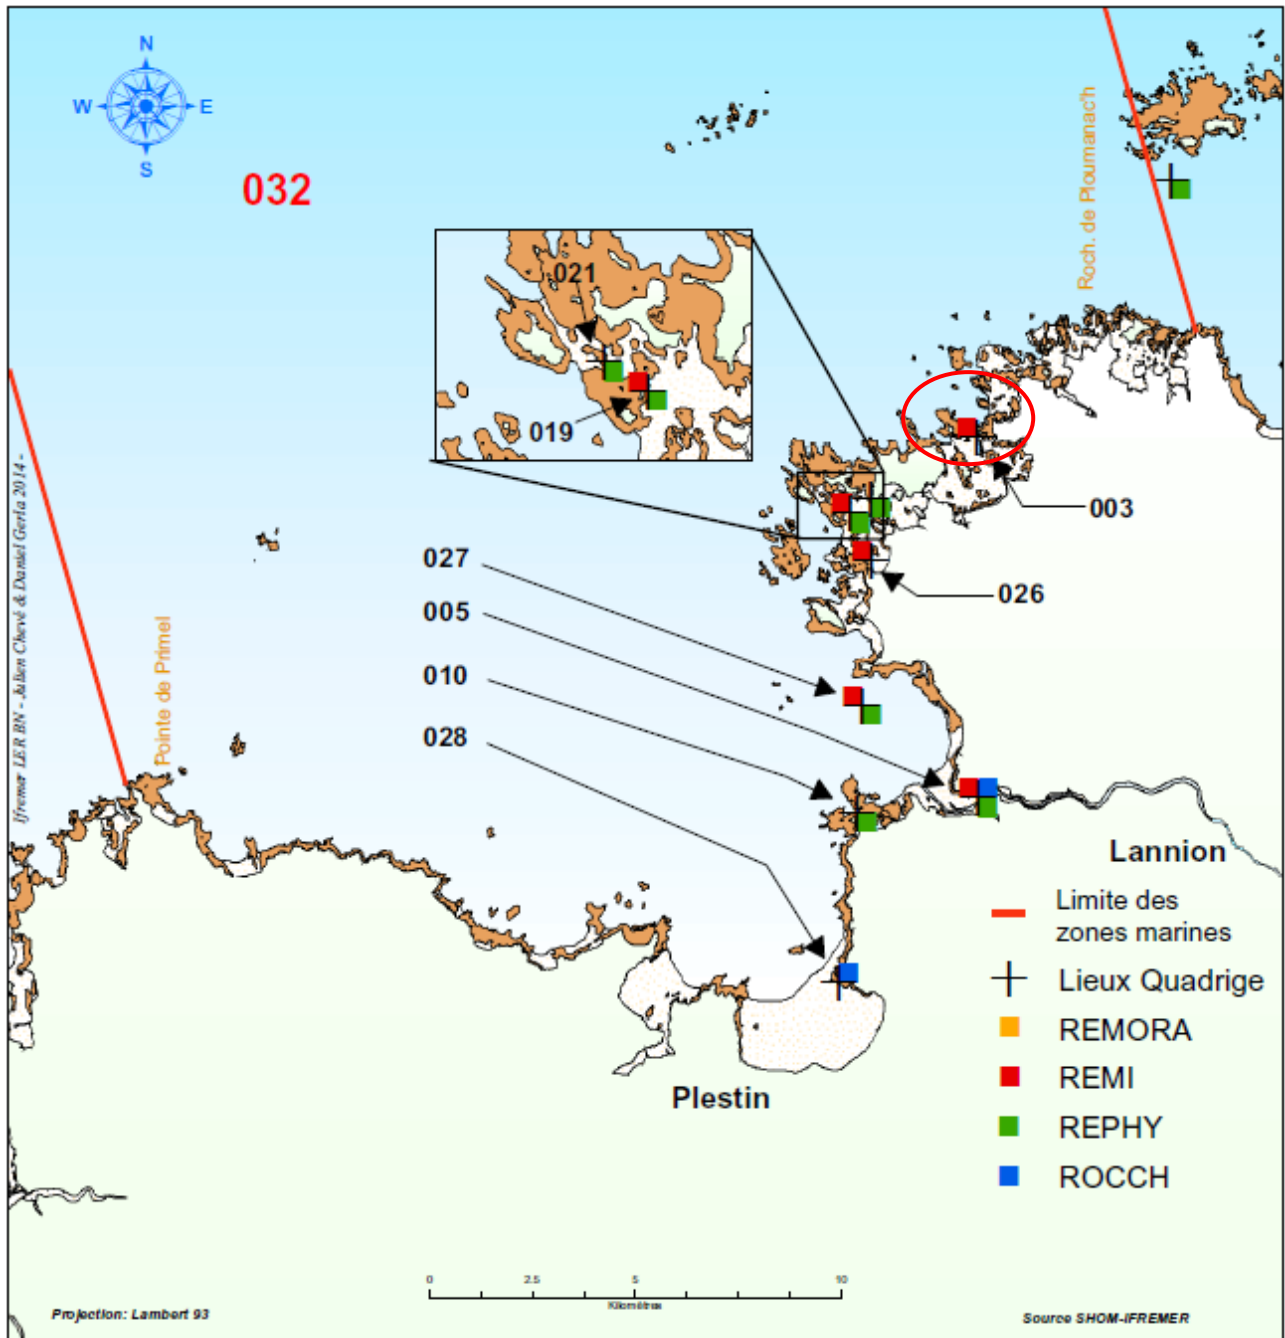 N
W E
S
032
Roch. de Ploumanac'h
021
019
003
026
027
005
010
028
Pointe de Primel
Ifremer LER BN - Julien Chevé & Daniel Gerla 2014 -
Lannion
Limite des
zones marines
Lieux Quadrige
REMORA
REMI
REPHY
ROCCH
Plestin
0 2.5 5 10
Kilomètres
Projection: Lambert 93
Source SHOM-IFREMER